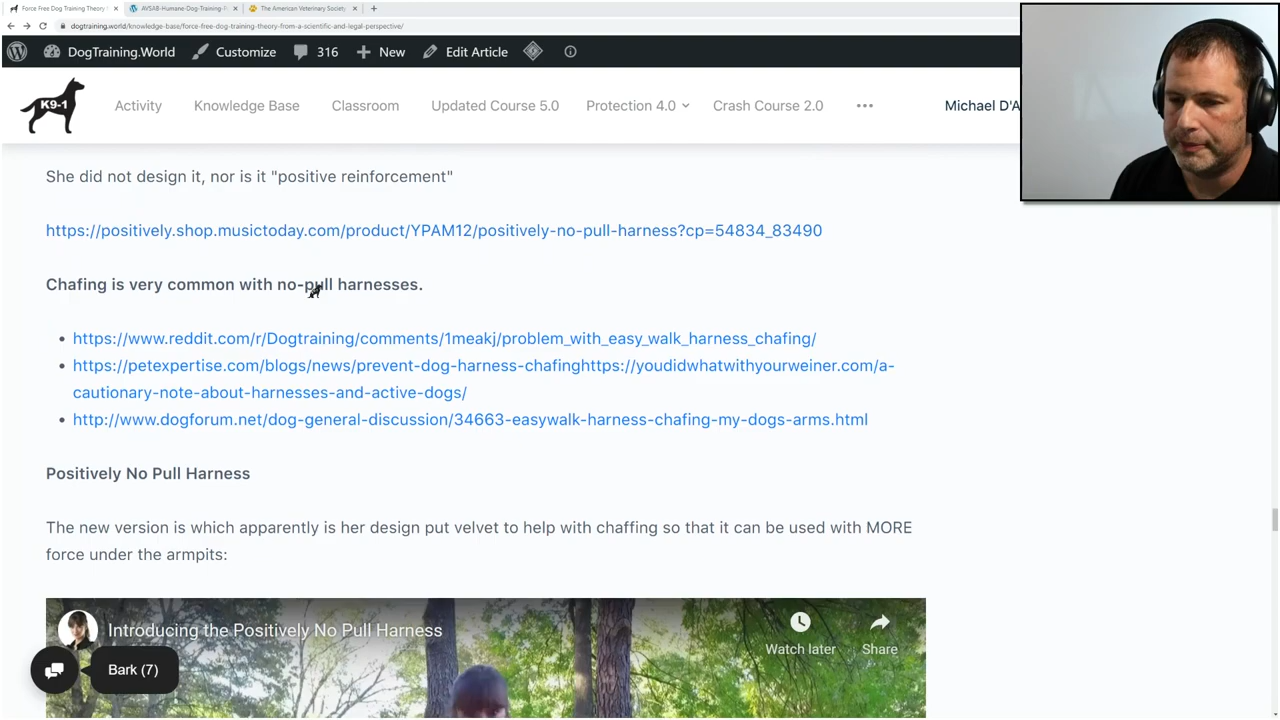 Force Free Dog Training Theory
AVSAB-Humane-Dog-Training-P
The American Veterinary Society
dogtraining.world/knowledge-base/force-free-dog-training-theory-from-a-scientific-and-legal-perspective/
DogTraining.World Customize 316 New Edit Article
K9-1
Activity Knowledge Base Classroom Updated Course 5.0 Protection 4.0 Crash Course 2.0 ••• Michael D'A
She did not design it, nor is it "positive reinforcement"
https://positively.shop.musictoday.com/product/YPAM12/positively-no-pull-harness?cp=54834_83490
Chafing is very common with no-pull harnesses.
• https://www.reddit.com/r/Dogtraining/comments/1meakj/problem_with_easy_walk_harness_chafing/
• https://petexpertise.com/blogs/news/prevent-dog-harness-chafinghttps://youdidwhatwithyourweiner.com/a-
cautionary-note-about-harnesses-and-active-dogs/
• http://www.dogforum.net/dog-general-discussion/34663-easywalk-harness-chafing-my-dogs-arms.html
Positively No Pull Harness
The new version is which apparently is her design put velvet to help with chaffing so that it can be used with MORE
force under the armpits:
Introducing the Positively No Pull Harness
Watch later Share
Bark (7)